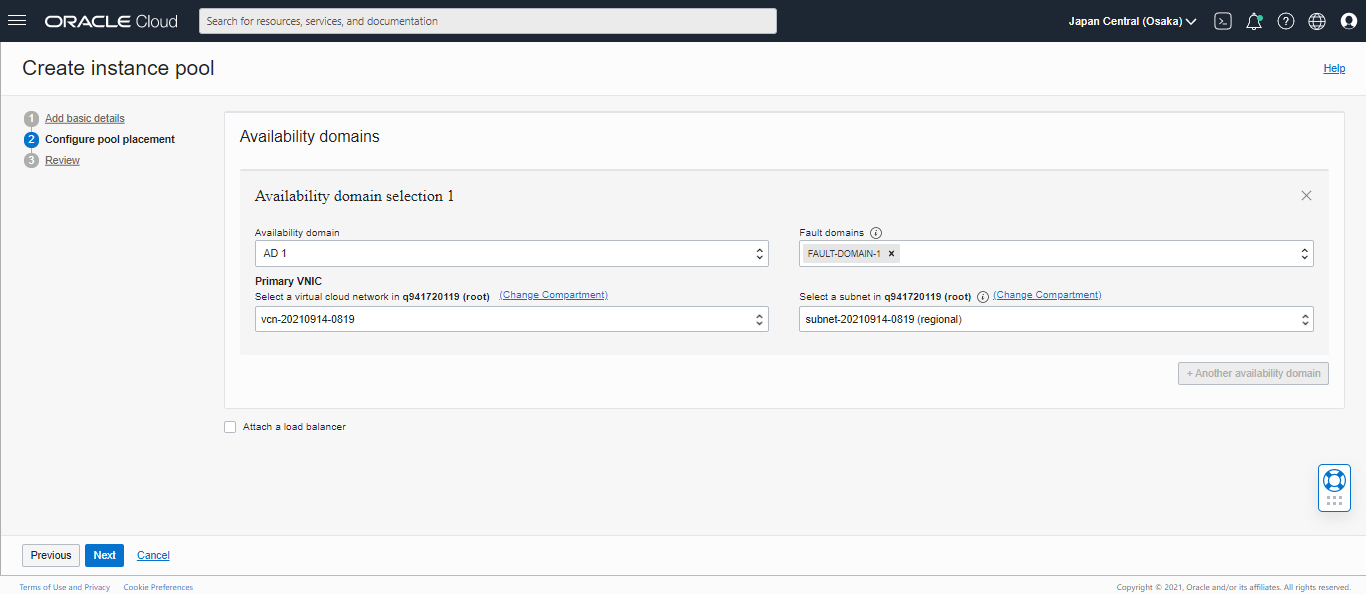 ORACLE Cloud
Search for resources, services, and documentation
Japan Central (Osaka)
Create instance pool
Help
1 Add basic details
2 Configure pool placement
3 Review
Availability domains
Availability domain selection 1
Availability domain
AD 1
Fault domains
FAULT-DOMAIN-1
Primary VNIC
Select a virtual cloud network in q941720119 (root) (Change Compartment)
vcn-20210914-0819
Select a subnet in q941720119 (root) (Change Compartment)
subnet-20210914-0819 (regional)
+ Another availability domain
Attach a load balancer
Previous
Next
Cancel
Terms of Use and Privacy
Cookie Preferences
Copyright © 2021, Oracle and/or its affiliates. All rights reserved.